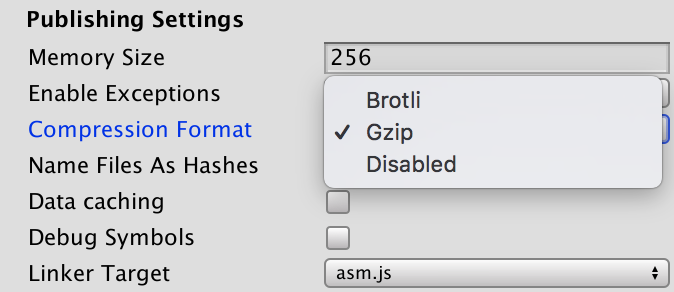 Publishing Settings
Memory Size 256
Enable Exceptions
Brotli
Compression Format
Gzip
Name Files As Hashes
Disabled
Data caching
Debug Symbols
Linker Target asm.js